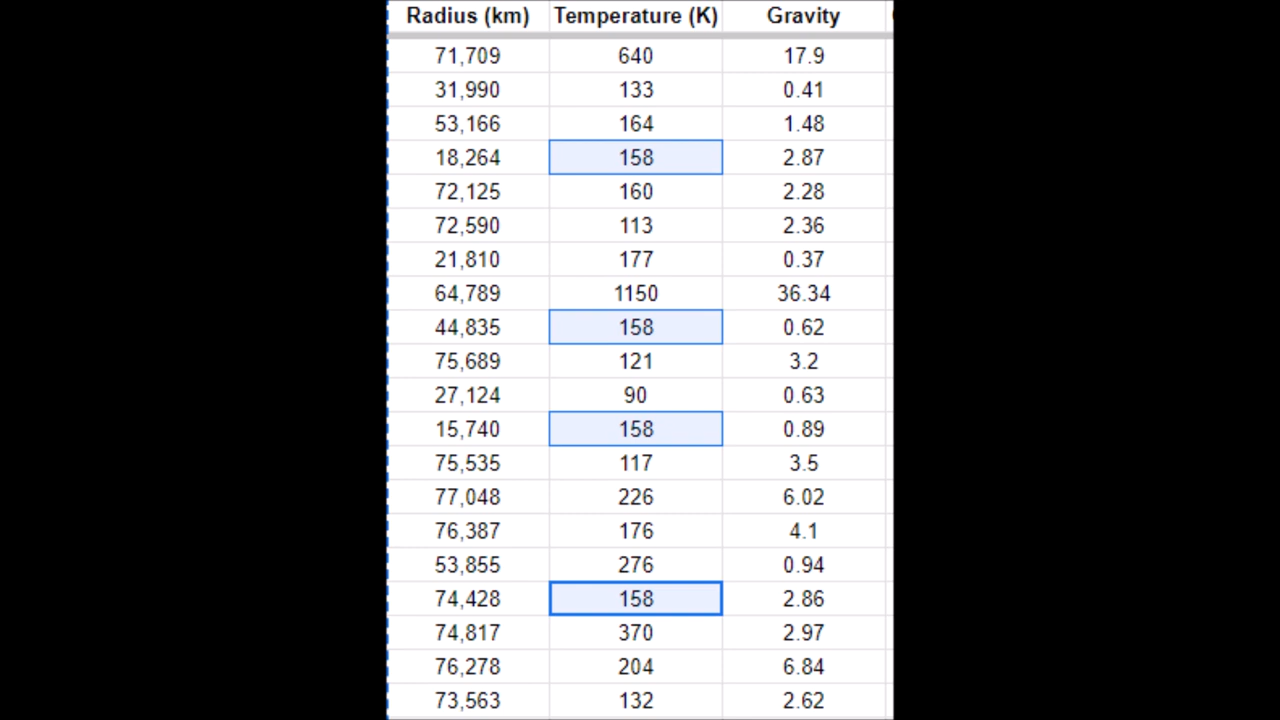 Radius (km) Temperature (K) Gravity
71,709 640 17.9
31,990 133 0.41
53,166 164 1.48
18,264 158 2.87
72,125 160 2.28
72,590 113 2.36
21,810 177 0.37
64,789 1150 36.34
44,835 158 0.62
75,689 121 3.2
27,124 90 0.63
15,740 158 0.89
75,535 117 3.5
77,048 226 6.02
76,387 176 4.1
53,855 276 0.94
74,428 158 2.86
74,817 370 2.97
76,278 204 6.84
73,563 132 2.62